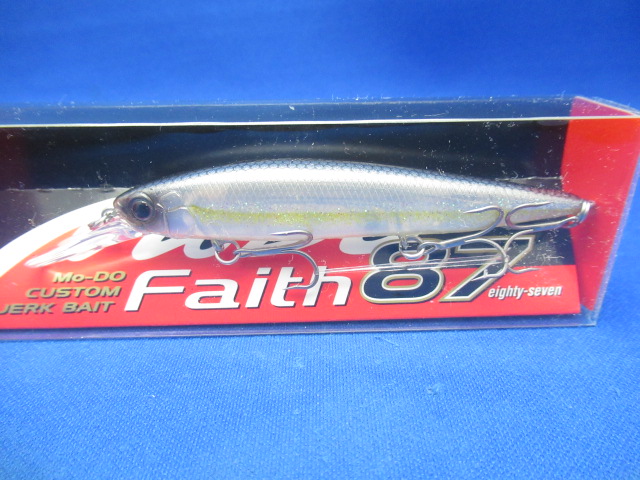 Mo-DO
CUSTOM
JERK BAIT
Faith 87
eighty-seven